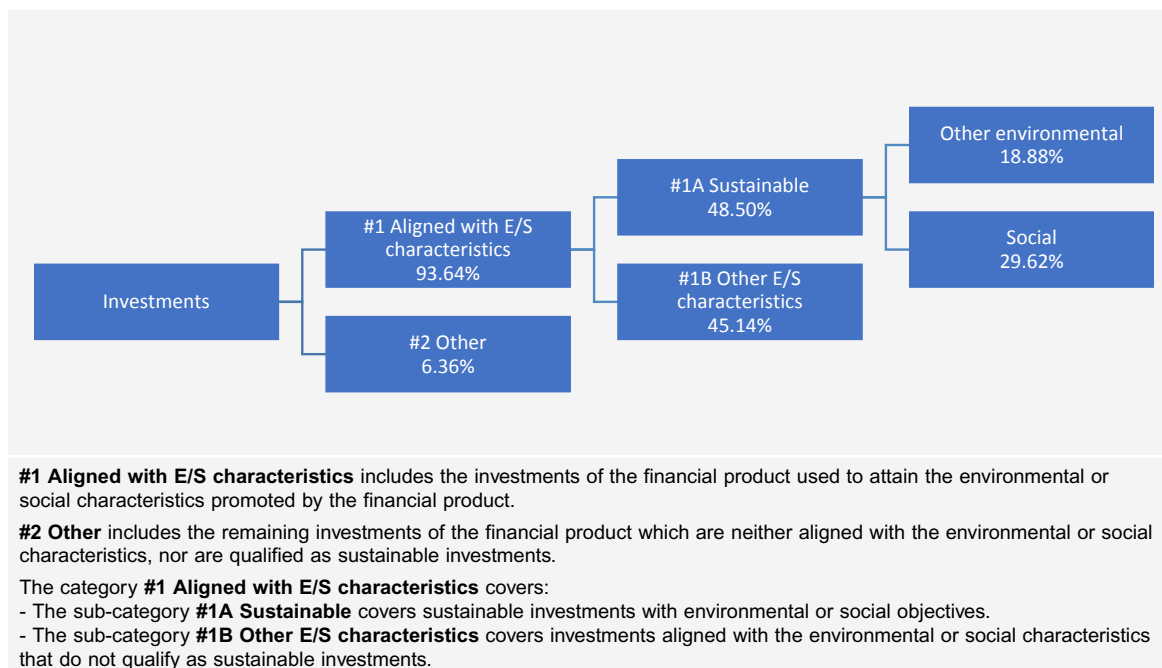 Other environmental
18.88%
#1A Sustainable
48.50%
#1 Aligned with E/S
characteristics
93.64%
Social
29.62%
Investments
#1B Other E/S
characteristics
45.14%
#2 Other
6.36%
#1 Aligned with E/S characteristics includes the investments of the financial product used to attain the environmental or
social characteristics promoted by the financial product.
#2 Other includes the remaining investments of the financial product which are neither aligned with the environmental or social
characteristics, nor are qualified as sustainable investments.
The category #1 Aligned with E/S characteristics covers:
- The sub-category #1A Sustainable covers sustainable investments with environmental or social objectives.
- The sub-category #1B Other E/S characteristics covers investments aligned with the environmental or social characteristics
that do not qualify as sustainable investments.